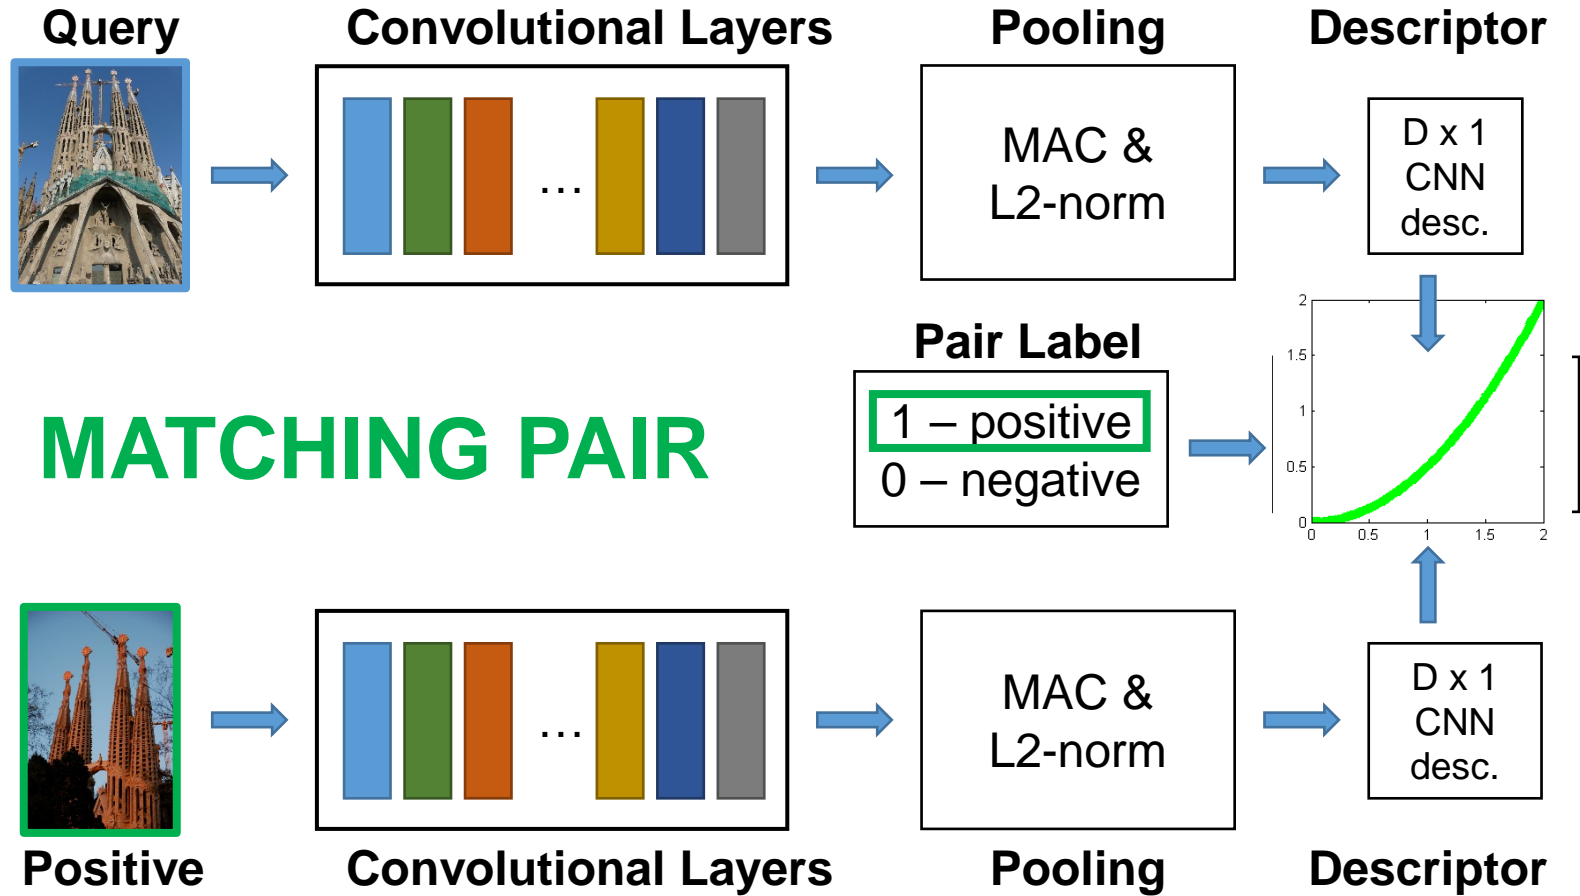 Query
Convolutional Layers
Pooling
Descriptor
...
MAC &
L2-norm
D x 1
CNN
desc.
Pair Label
1 – positive
0 – negative
MATCHING PAIR
2
1.5
1
0.5
0
0 0.5 1 1.5 2
...
MAC &
L2-norm
D x 1
CNN
desc.
Positive
Convolutional Layers
Pooling
Descriptor